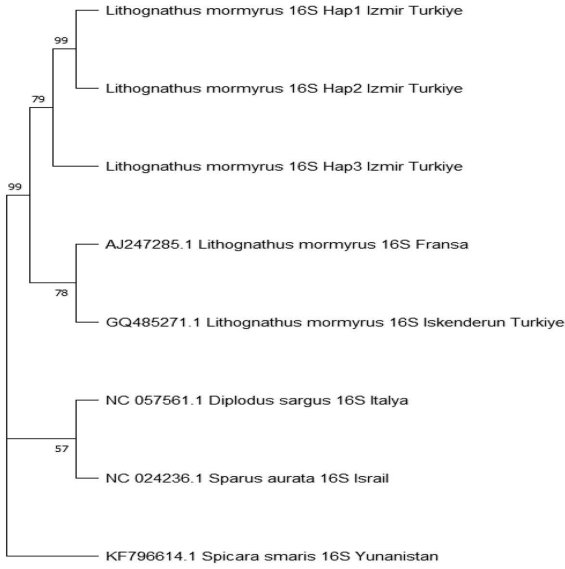 Lithognathus mormyrus 16S Hap1 Izmir Turkiye
99
Lithognathus mormyrus 16S Hap2 Izmir Turkiye
79
Lithognathus mormyrus 16S Hap3 Izmir Turkiye
99
AJ247285.1 Lithognathus mormyrus 16S Fransa
78
GQ485271.1 Lithognathus mormyrus 16S Iskenderun Turkiye
NC 057561.1 Diplodus sargus 16S Italya
57
NC 024236.1 Sparus aurata 16S Israil
KF796614.1 Spicara smaris 16S Yunanistan